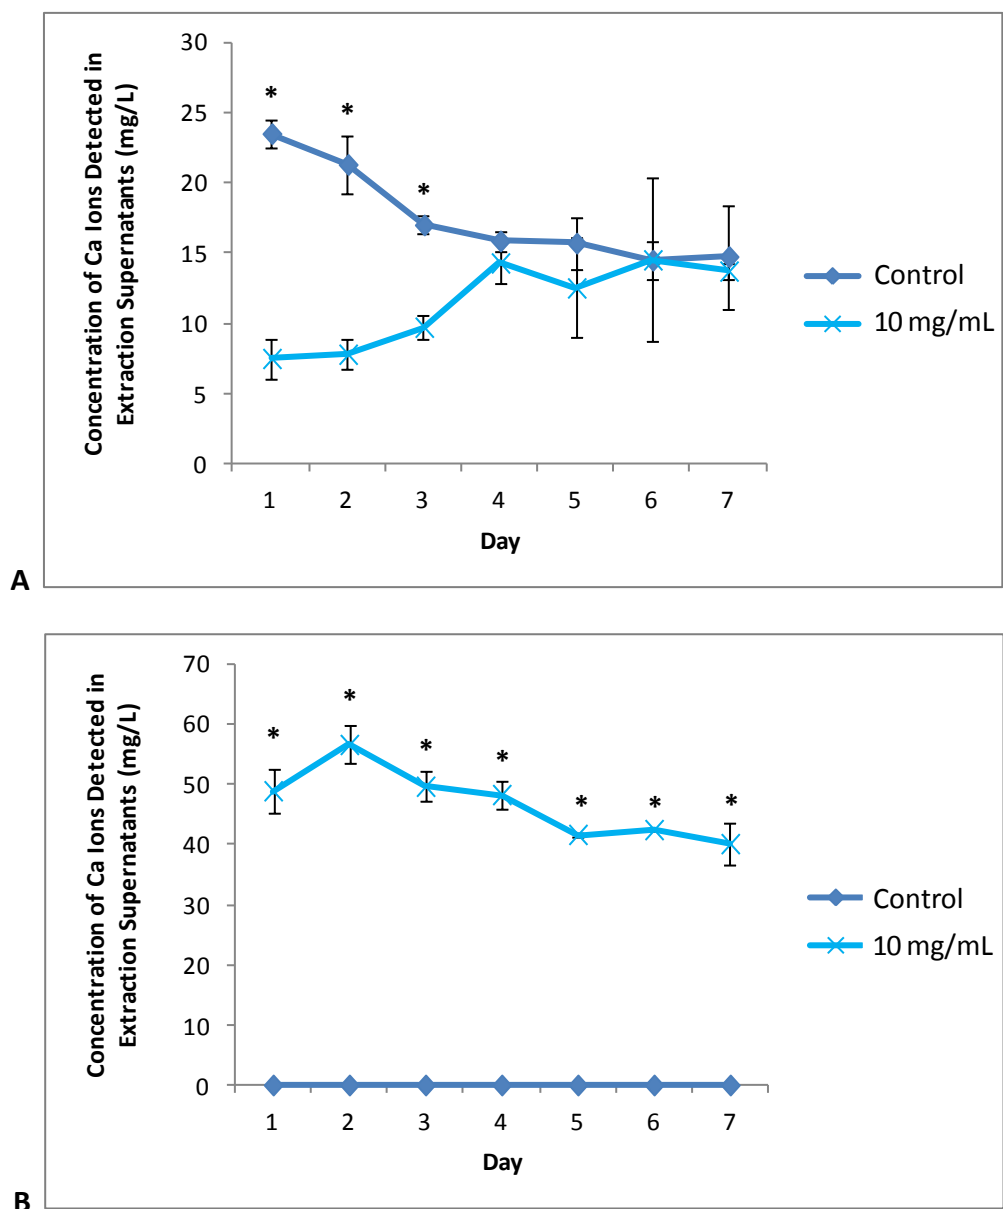 Concentration of Ca Ions Detected in
Extraction Supernatants (mg/L)
30
25
20
15
10
5
0
*
*
*
1 2 3 4 5 6 7
Day
Control
10 mg/mL
A
Concentration of Ca Ions Detected in
Extraction Supernatants (mg/L)
70
60
50
40
30
20
10
0
*
*
*
*
*
*
*
1 2 3 4 5 6 7
Day
Control
10 mg/mL
B